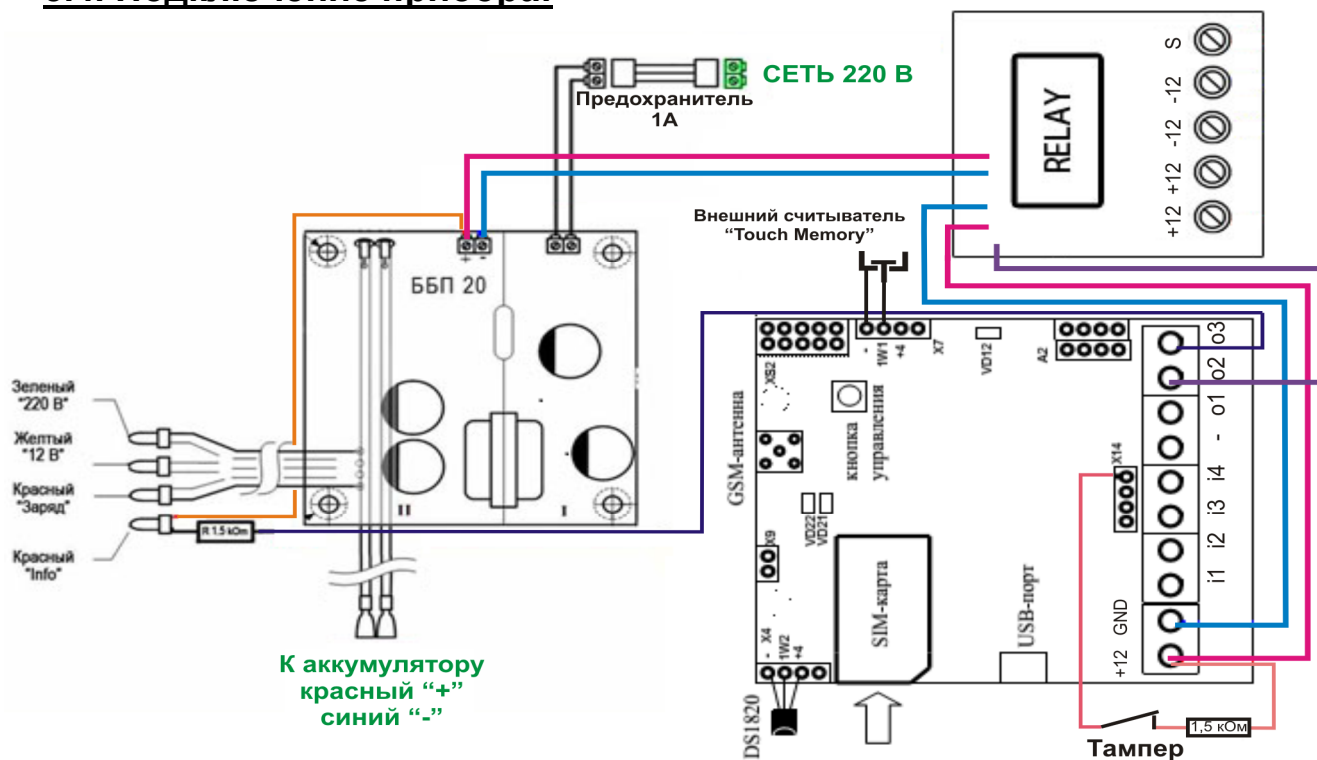 СЕТЬ 220 В
Предохранитель
1А
RELAY
S
-12
-12
+12
+12
Внешний считыватель
“Touch Memory”
+ -
ББП 20
II
I
Зеленый
"220 В"
Желтый
"12 В"
Красный
"Заряд"
Красный
"Info"
R 1.5 kOm
К аккумулятору
красный “+”
синий “-”
XS2
-
1W1
+4
X7
VD12
A2
GSM-антенна
кнопка
управления
VD22
VD21
X9
X14
o3
o2
o1
-
i4
i3
i2
i1
GND
+12
SIM-карта
USB-порт
X4
-
1W2
+4
DS1820
1,5 кОм
Тампер